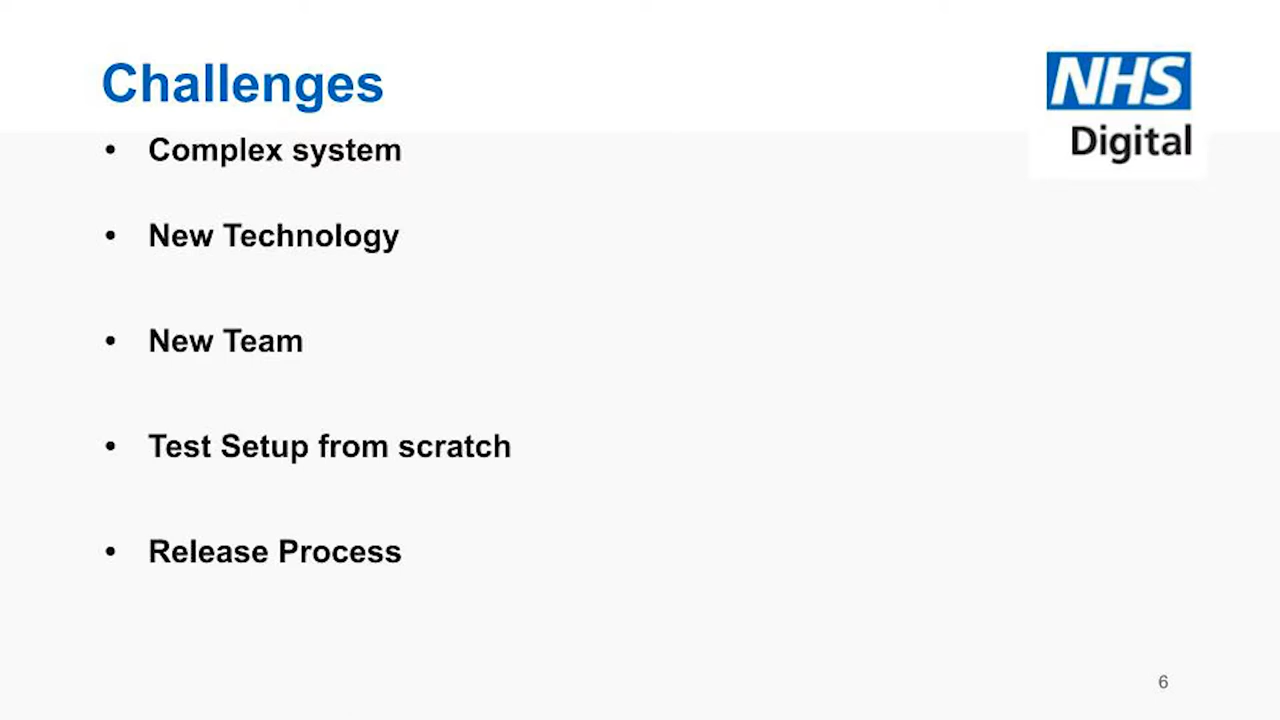 Challenges
NHS
Digital
• Complex system
• New Technology
• New Team
• Test Setup from scratch
• Release Process
6